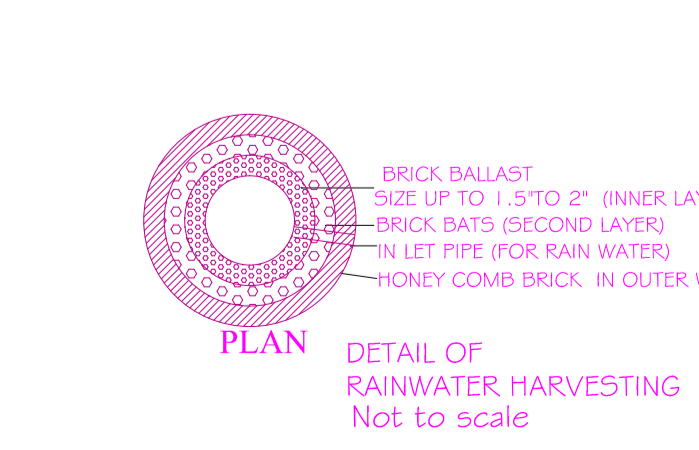 BRICK BALLAST
SIZE UP TO 1.5"TO 2" (INNER LAY
BRICK BATS (SECOND LAYER)
IN LET PIPE (FOR RAIN WATER)
HONEY COMB BRICK IN OUTER W
PLAN
DETAIL OF
RAINWATER HARVESTING
Not to scale